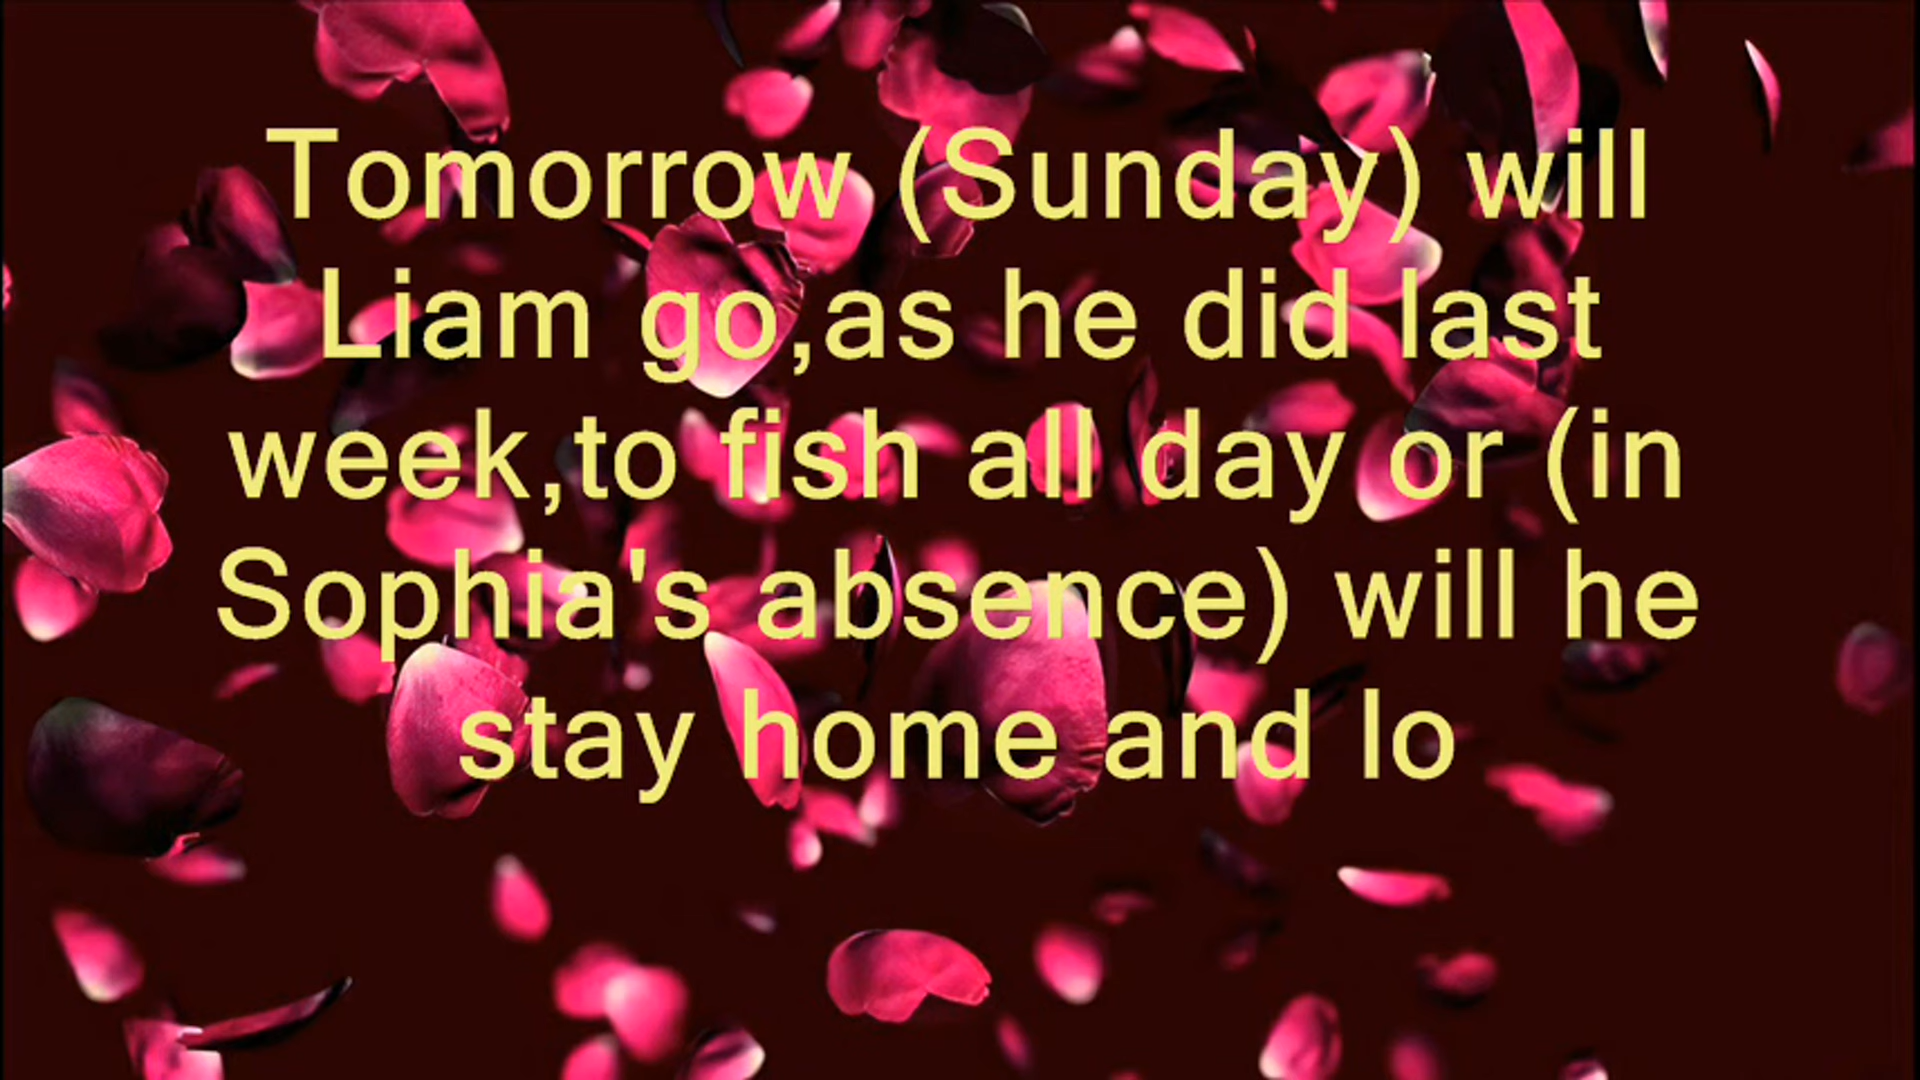 Tomorrow (Sunday) will
Liam go,as he did last
week,to fish all day or (in
Sophia's absence) will he
stay home and lo